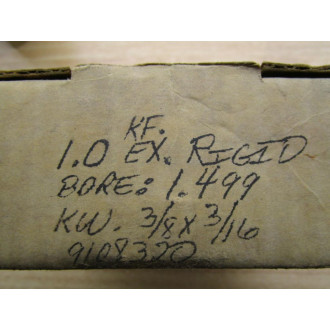 KF.
1.0 EX. RIGID
BORE: 1.499
KW. 3/8 X 3/16
9108320